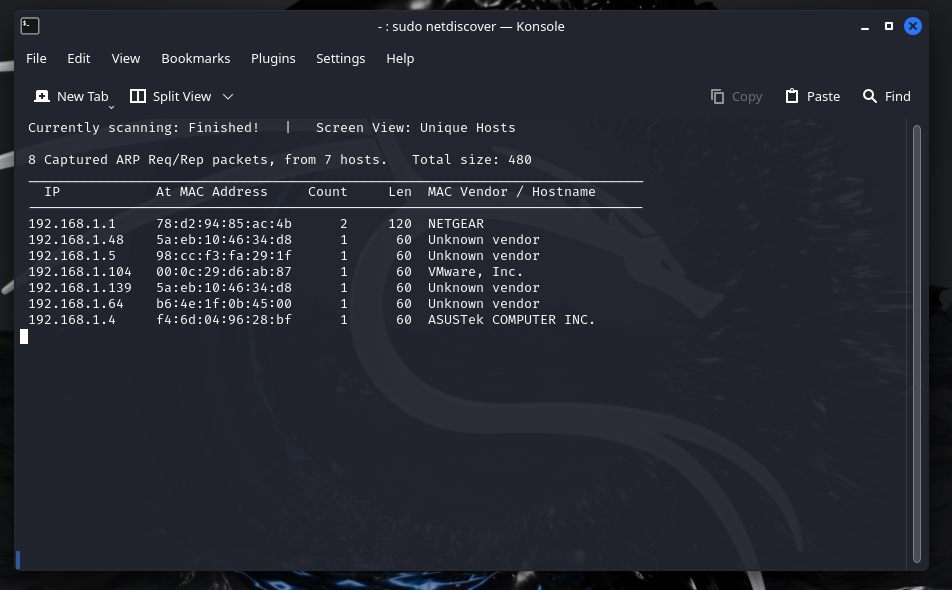 - : sudo netdiscover — Konsole
File Edit View Bookmarks Plugins Settings Help
New Tab Split View Copy Paste Find
Currently scanning: Finished! | Screen View: Unique Hosts
8 Captured ARP Req/Rep packets, from 7 hosts. Total size: 480
IP At MAC Address Count Len MAC Vendor / Hostname
192.168.1.1 78:d2:94:85:ac:4b 2 120 NETGEAR
192.168.1.48 5a:eb:10:46:34:d8 1 60 Unknown vendor
192.168.1.5 98:cc:f3:fa:29:1f 1 60 Unknown vendor
192.168.1.104 00:0c:29:d6:ab:87 1 60 VMware, Inc.
192.168.1.139 5a:eb:10:46:34:d8 1 60 Unknown vendor
192.168.1.64 b6:4e:1f:0b:45:00 1 60 Unknown vendor
192.168.1.4 f4:6d:04:96:28:bf 1 60 ASUSTek COMPUTER INC.